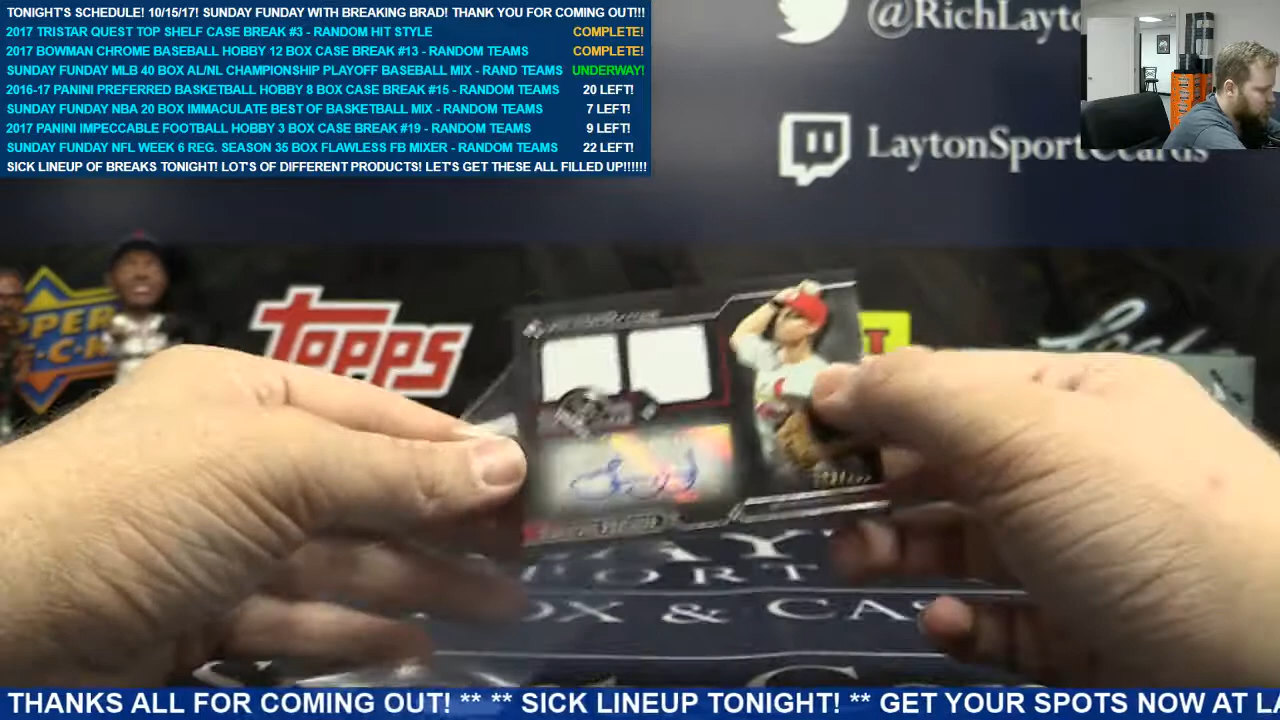 TONIGHT'S SCHEDULE! 10/15/17! SUNDAY FUNDAY WITH BREAKING BRAD! THANK YOU FOR COMING OUT!!!
2017 TRISTAR QUEST TOP SHELF CASE BREAK #3 - RANDOM HIT STYLE COMPLETE!
2017 BOWMAN CHROME BASEBALL HOBBY 12 BOX CASE BREAK #13 - RANDOM TEAMS COMPLETE!
SUNDAY FUNDAY MLB 40 BOX AL/NL CHAMPIONSHIP PLAYOFF BASEBALL MIX - RAND TEAMS UNDERWAY!
2016-17 PANINI PREFERRED BASKETBALL HOBBY 8 BOX CASE BREAK #15 - RANDOM TEAMS 20 LEFT!
SUNDAY FUNDAY NBA 20 BOX IMMACULATE BEST OF BASKETBALL MIX - RANDOM TEAMS 7 LEFT!
2017 PANINI IMPECCABLE FOOTBALL HOBBY 3 BOX CASE BREAK #19 - RANDOM TEAMS 9 LEFT!
SUNDAY FUNDAY NFL WEEK 6 REG. SEASON 35 BOX FLAWLESS FB MIXER - RANDOM TEAMS 22 LEFT!
SICK LINEUP OF BREAKS TONIGHT! LOT'S OF DIFFERENT PRODUCTS! LET'S GET THESE ALL FILLED UP!!!!!!
@RichLayto
LaytonSportCcards
UPPER
TOPPS
AY
PORT
OX & CA
THANKS ALL FOR COMING OUT! ** ** SICK LINEUP TONIGHT! ** GET YOUR SPOTS NOW AT LA